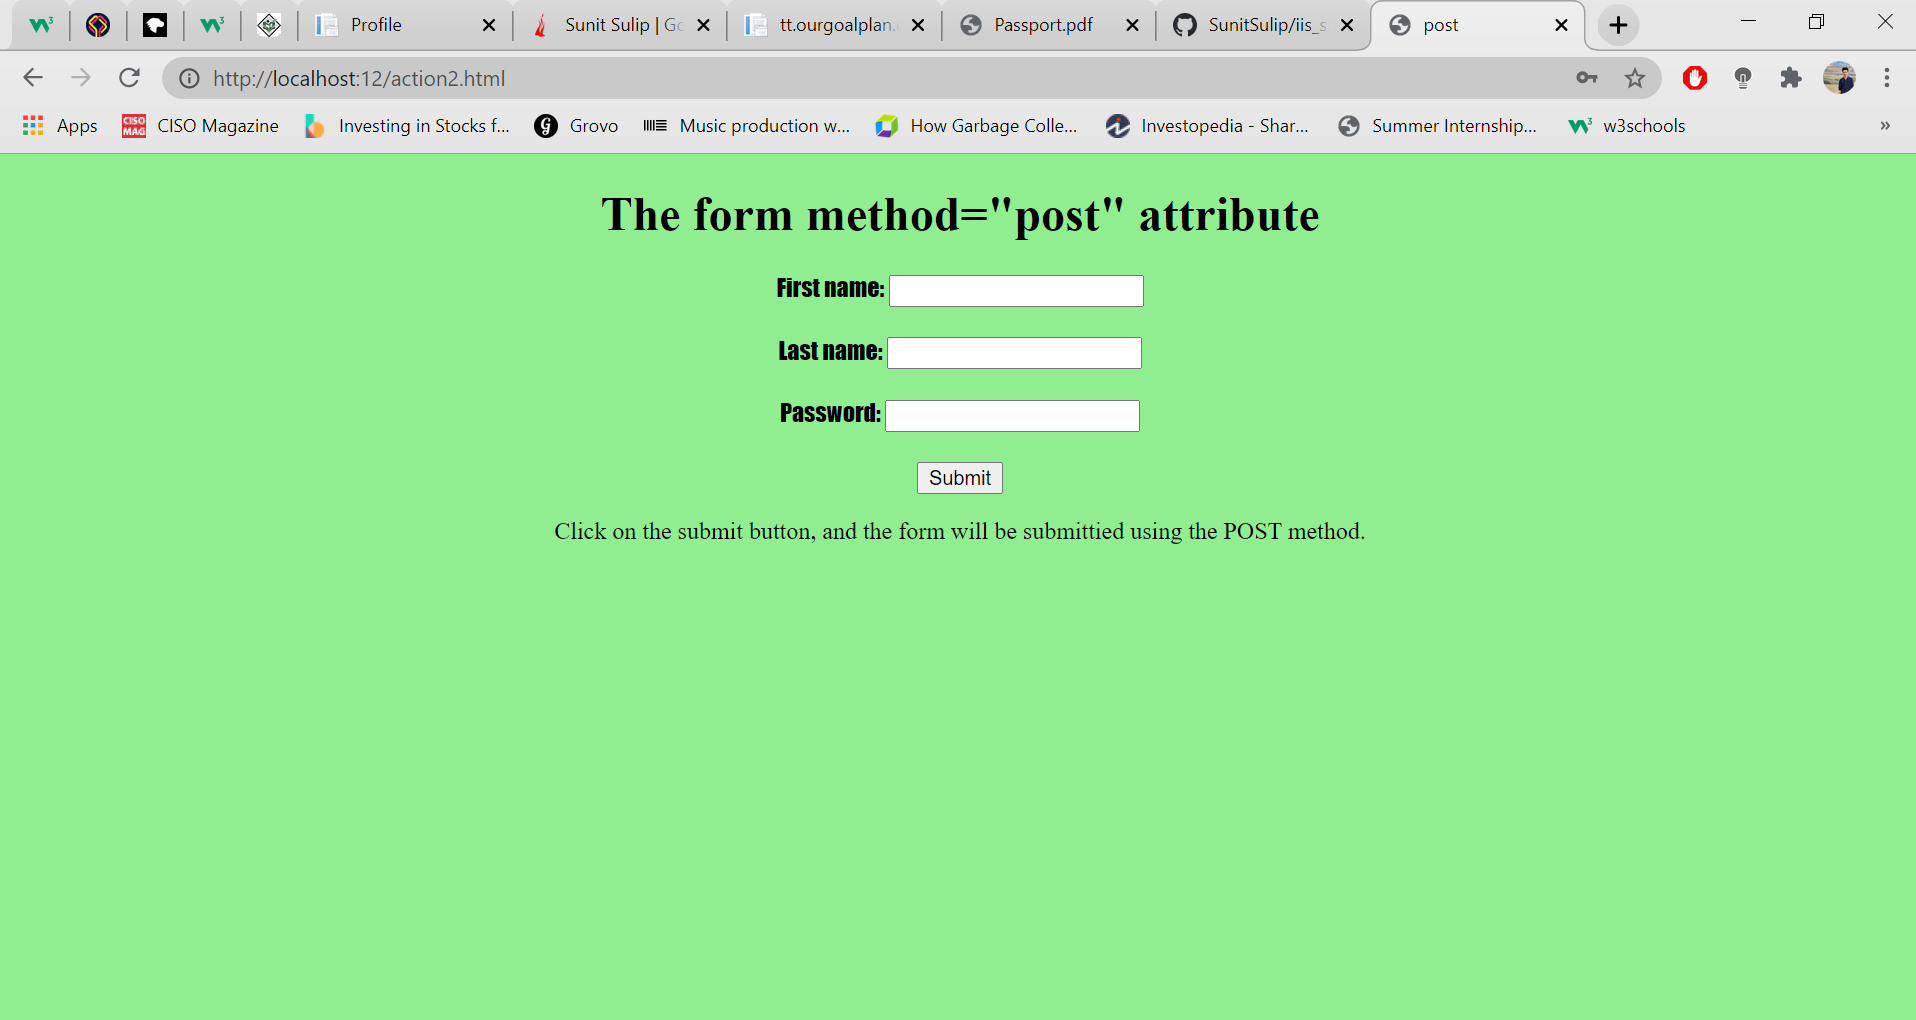 Profile
Sunit Sulip | Go
tt.ourgoalplan.
Passport.pdf
SunitSulip/iis_s
post
http://localhost:12/action2.html
Apps
CISO MAG
CISO Magazine
Investing in Stocks f...
Grovo
Music production w...
How Garbage Colle...
Investopedia - Shar...
Summer Internship...
w3schools
The form method="post" attribute
First name:
Last name:
Password:
Submit
Click on the submit button, and the form will be submittied using the POST method.